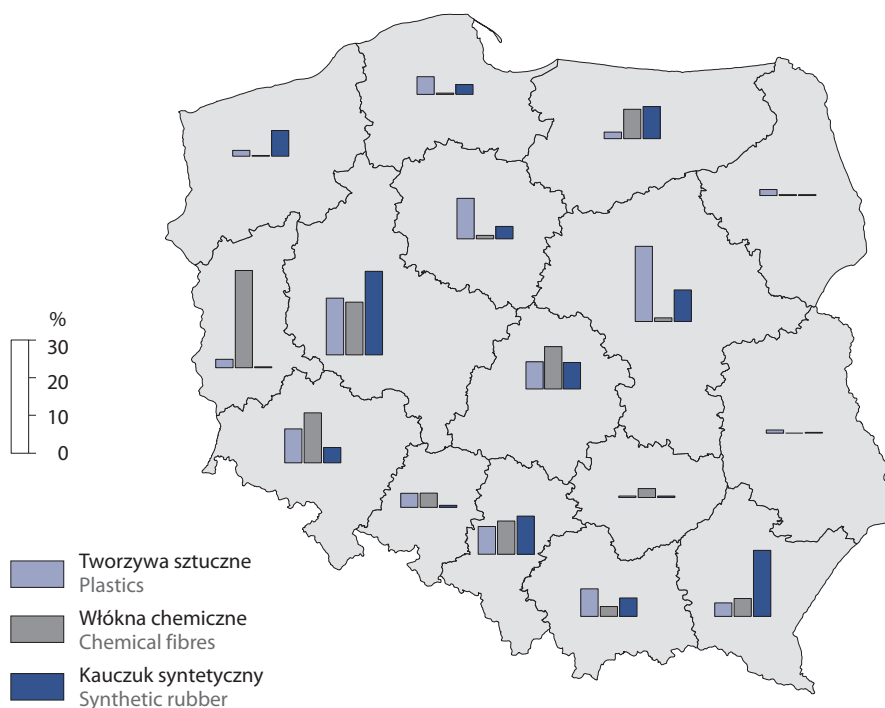 %
30
20
10
0
Tworzywa sztuczne
Plastics
Włókna chemiczne
Chemical fibres
Kauczuk syntetyczny
Synthetic rubber